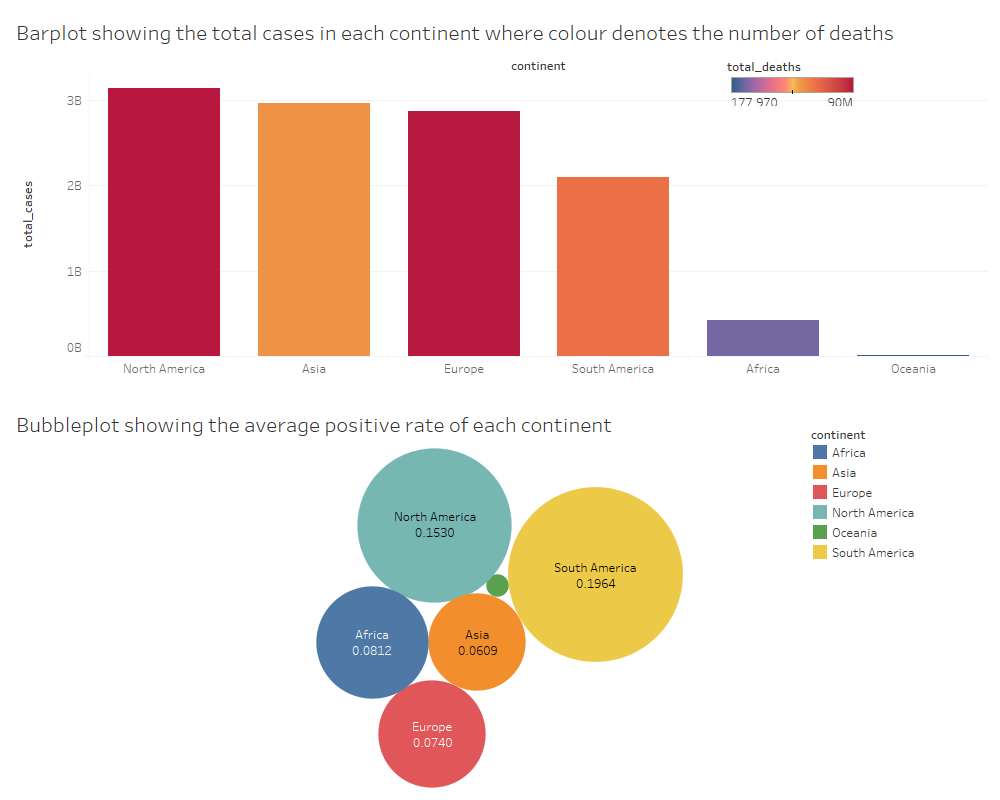 Barplot showing the total cases in each continent where colour denotes the number of deaths
continent
total_deaths
177 970 90M
total_cases
3B
2B
1B
0B
North America Asia Europe South America Africa Oceania
Bubbleplot showing the average positive rate of each continent
continent
Africa
Asia
Europe
North America
Oceania
South America
North America
0.1530
South America
0.1964
Africa
0.0812
Asia
0.0609
Europe
0.0740